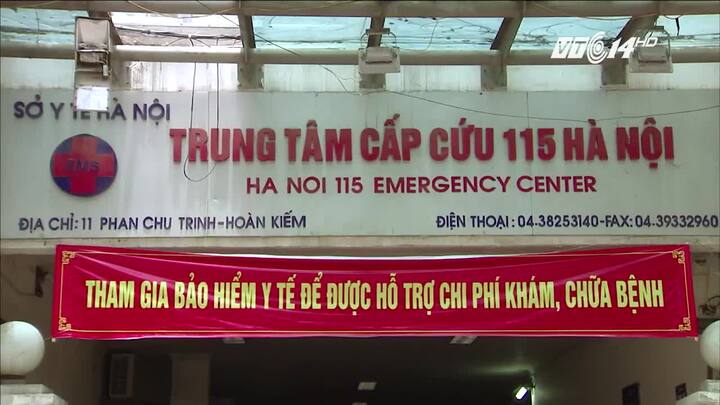 VTC14HD
SỞ Y TẾ HÀ NỘI
EMS
TRUNG TÂM CẤP CỨU 115 HÀ NỘI
HA NOI 115 EMERGENCY CENTER
ĐỊA CHỈ: 11 PHAN CHU TRINH-HOÀN KIẾM
ĐIỆN THOẠI: 04.38253140-FAX: 04.39332960
THAM GIA BẢO HIỂM Y TẾ ĐỂ ĐƯỢC HỖ TRỢ CHI PHÍ KHÁM, CHỮA BỆNH